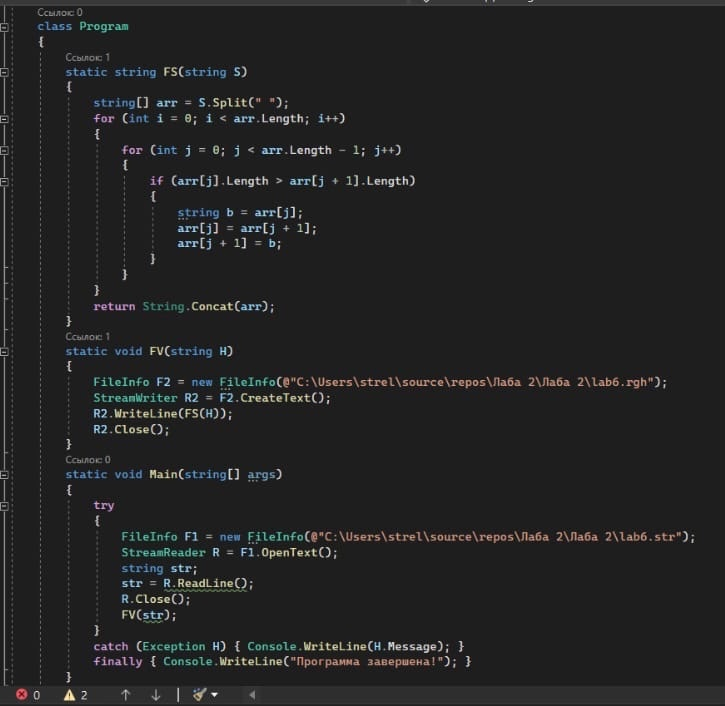 Ссылок: 0
class Program
{
Ссылок: 1
static string FS(string S)
{
string[] arr = S.Split(" ");
for (int i = 0; i < arr.Length; i++)
{
for (int j = 0; j < arr.Length - 1; j++)
{
if (arr[j].Length > arr[j + 1].Length)
{
string b = arr[j];
arr[j] = arr[j + 1];
arr[j + 1] = b;
}
}
}
return String.Concat(arr);
}
Ссылок: 1
static void FV(string H)
{
FileInfo F2 = new FileInfo(@"C:\Users\strel\source\repos\Лаба 2\Лаба 2\lab6.rgh");
StreamWriter R2 = F2.CreateText();
R2.WriteLine(FS(H));
R2.Close();
}
Ссылок: 0
static void Main(string[] args)
{
try
{
FileInfo F1 = new FileInfo(@"C:\Users\strel\source\repos\Лаба 2\Лаба 2\lab6.str");
StreamReader R = F1.OpenText();
string str;
str = R.ReadLine();
R.Close();
FV(str);
}
catch (Exception H) { Console.WriteLine(H.Message); }
finally { Console.WriteLine("Программа завершена!"); }
}
0 2